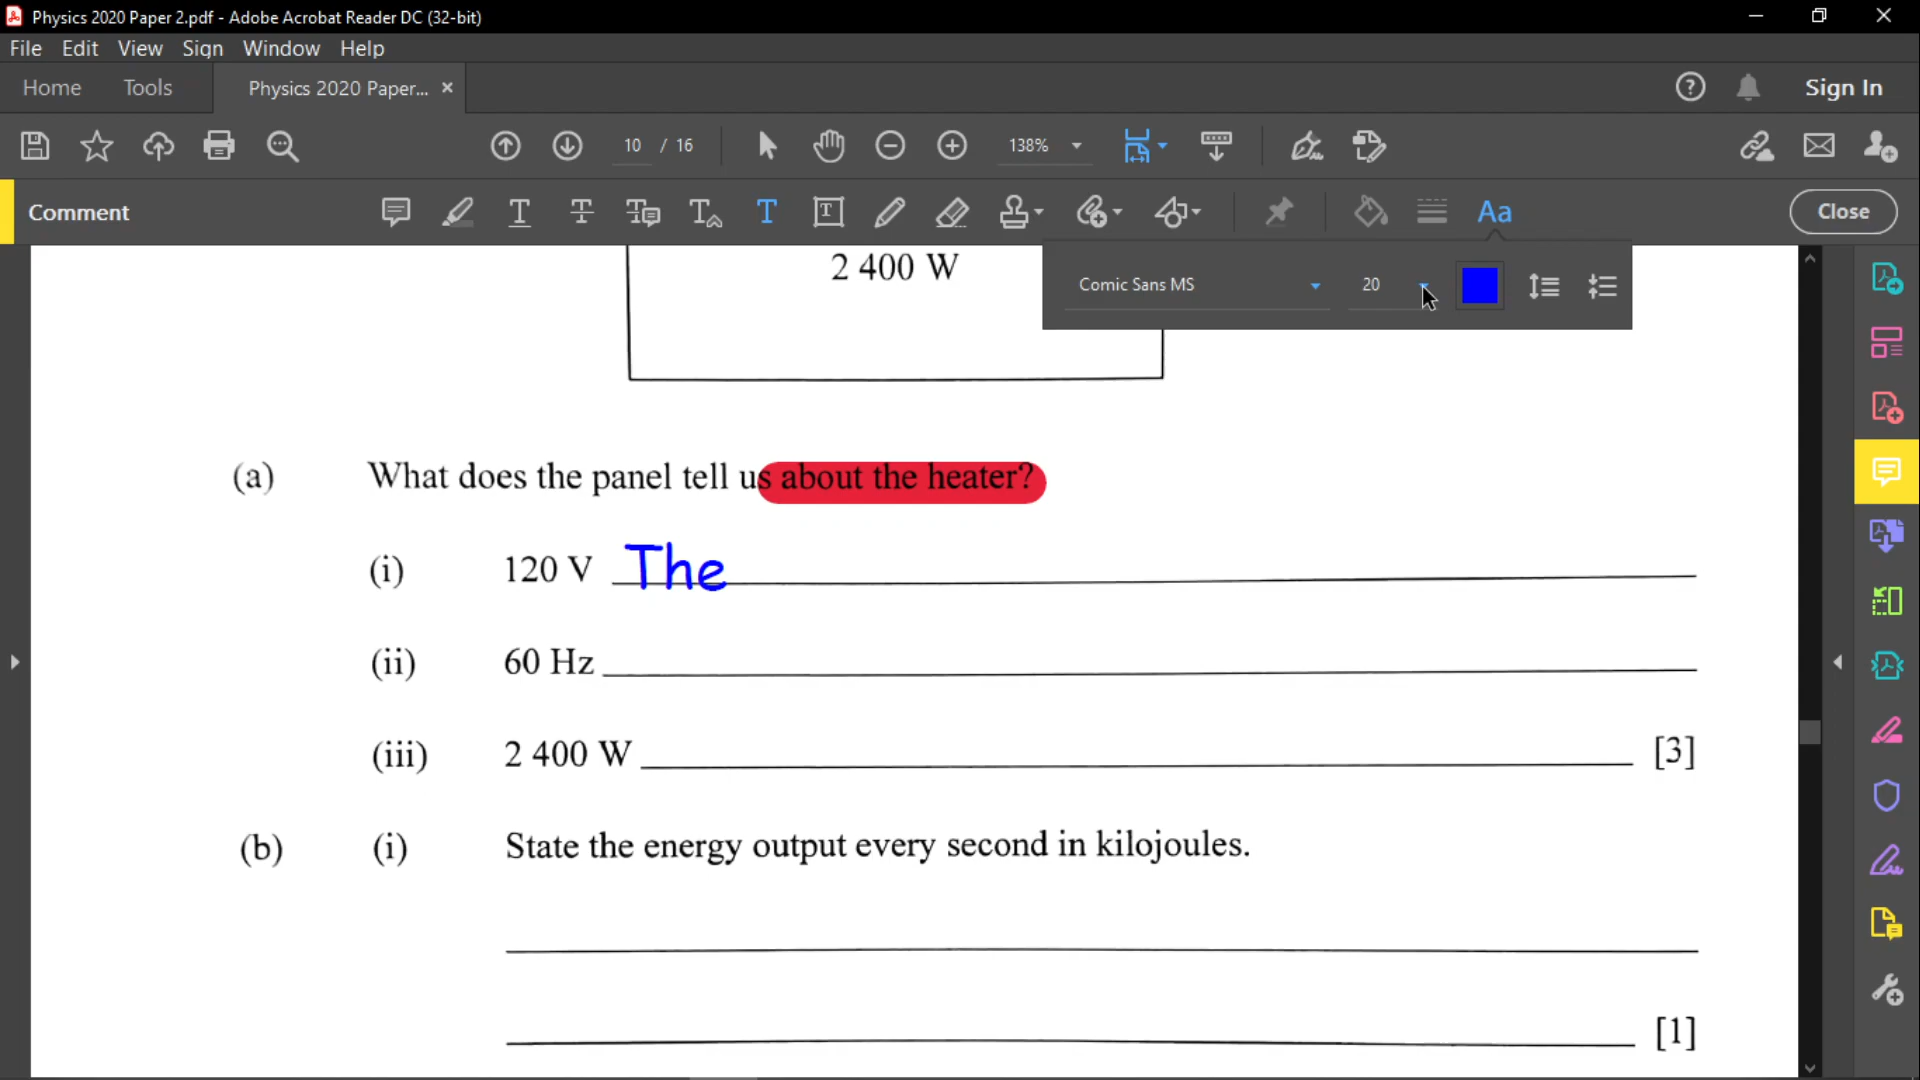 Physics 2020 Paper 2.pdf - Adobe Acrobat Reader DC (32-bit)
File Edit View Sign Window Help
Home Tools Physics 2020 Paper... × Sign In
10 / 16 138%
Comment Close
Comic Sans MS 20
2 400 W
(a) What does the panel tell us about the heater?
(i) 120 V The
(ii) 60 Hz
(iii) 2 400 W [3]
(b) (i) State the energy output every second in kilojoules.
[1]